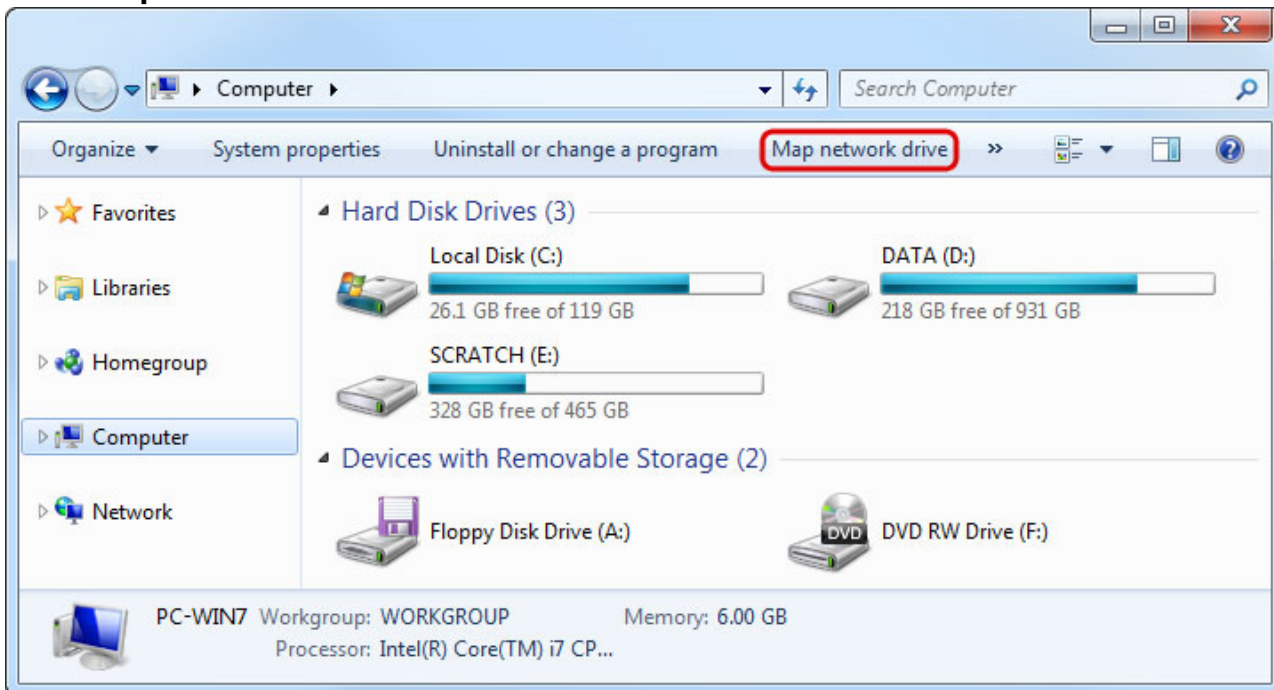 Computer
Search Computer
Organize
System properties
Uninstall or change a program
Map network drive
»
Favorites
Libraries
Homegroup
Computer
Network
Hard Disk Drives (3)
Local Disk (C:)
26.1 GB free of 119 GB
DATA (D:)
218 GB free of 931 GB
SCRATCH (E:)
328 GB free of 465 GB
Devices with Removable Storage (2)
Floppy Disk Drive (A:)
DVD
DVD RW Drive (F:)
PC-WIN7 Workgroup: WORKGROUP Memory: 6.00 GB
Processor: Intel(R) Core(TM) i7 CP...